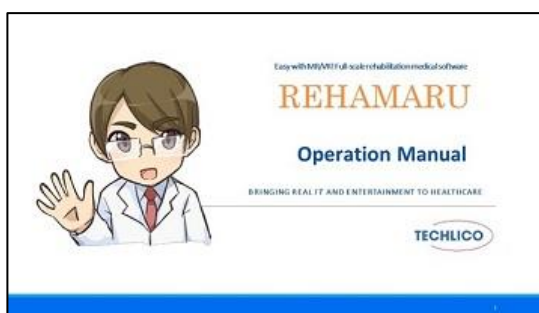 Easy with MR/VR! Full-scale rehabilitation medical software
REHAMARU
Operation Manual
BRINGING REAL IT AND ENTERTAINMENT TO HEALTHCARE
TECHLICO